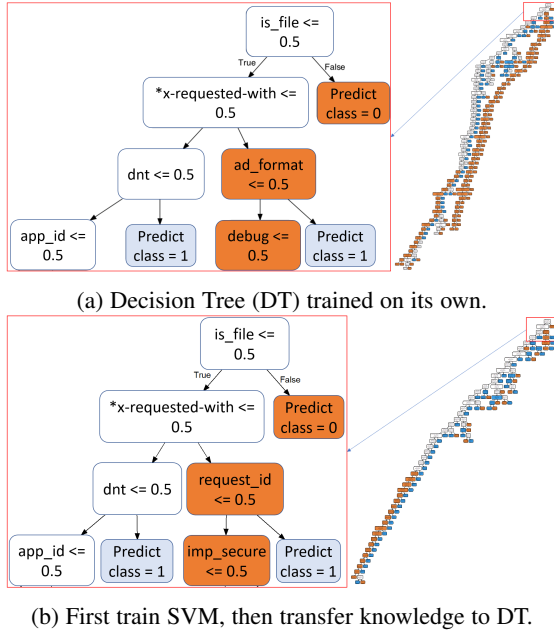 is_file <=
0.5
True
False
*x-requested-with <=
0.5
Predict
class = 0
dnt <= 0.5
ad_format
<= 0.5
app_id <=
0.5
Predict
class = 1
debug <=
0.5
Predict
class = 1
(a) Decision Tree (DT) trained on its own.
is_file <=
0.5
True
False
*x-requested-with <=
0.5
Predict
class = 0
dnt <= 0.5
request_id
<= 0.5
app_id <=
0.5
Predict
class = 1
imp_secure
<= 0.5
Predict
class = 1
(b) First train SVM, then transfer knowledge to DT.